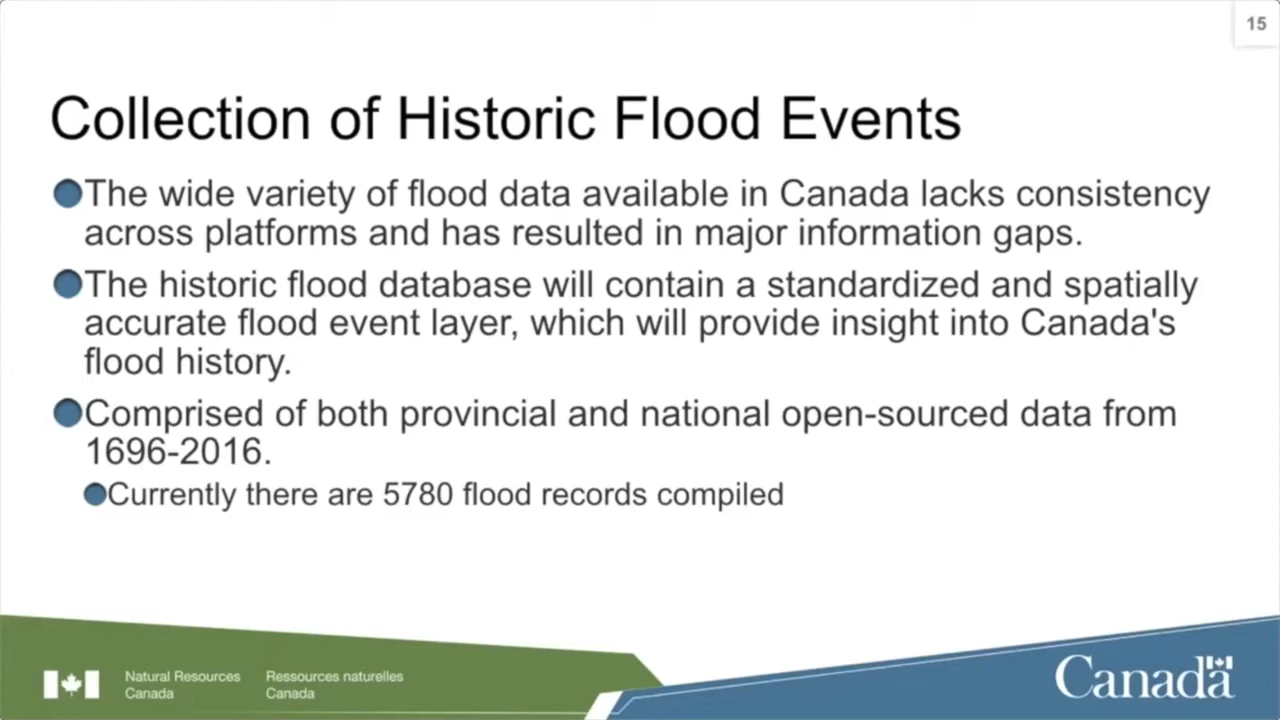 15
Collection of Historic Flood Events
The wide variety of flood data available in Canada lacks consistency
across platforms and has resulted in major information gaps.
The historic flood database will contain a standardized and spatially
accurate flood event layer, which will provide insight into Canada's
flood history.
Comprised of both provincial and national open-sourced data from
1696-2016.
Currently there are 5780 flood records compiled
Natural Resources
Canada
Ressources naturelles
Canada
Canada